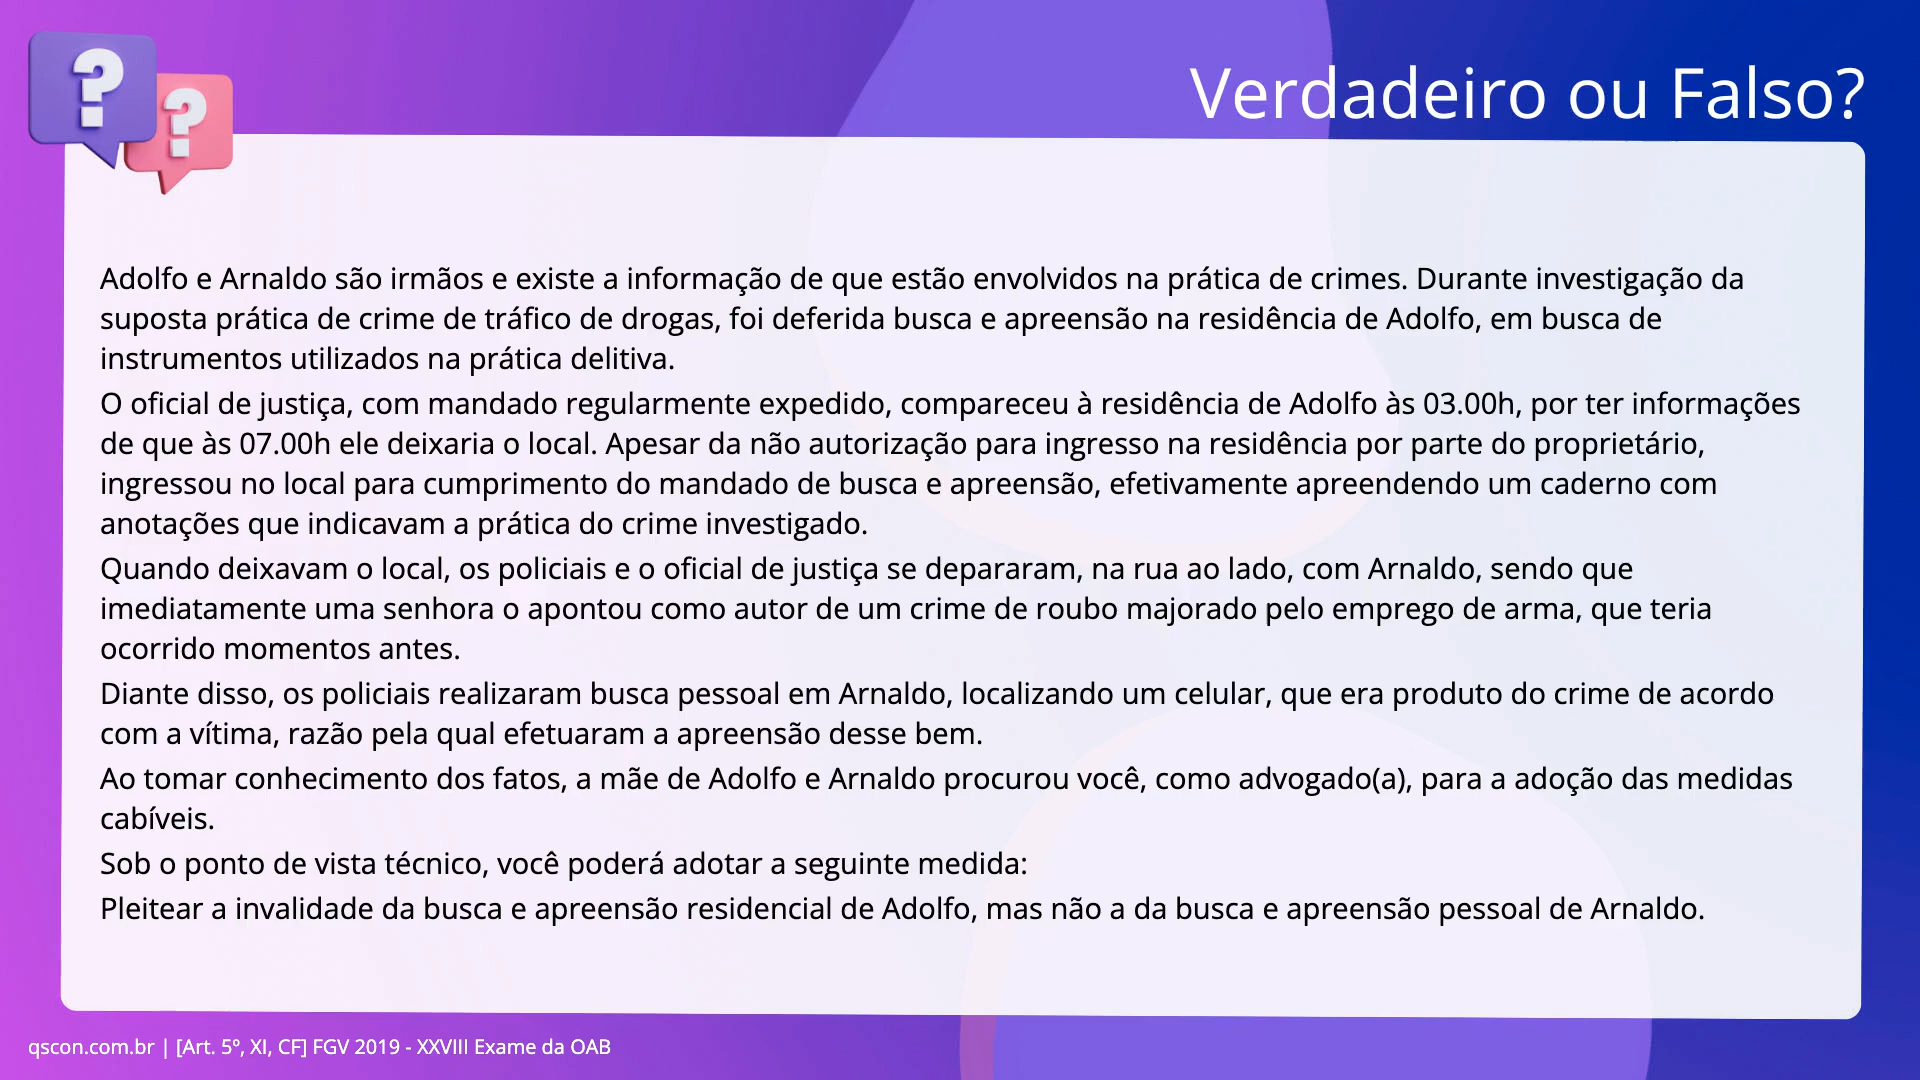 Verdadeiro ou Falso?
Adolfo e Arnaldo são irmãos e existe a informação de que estão envolvidos na prática de crimes. Durante investigação da
suposta prática de crime de tráfico de drogas, foi deferida busca e apreensão na residência de Adolfo, em busca de
instrumentos utilizados na prática delitiva.
O oficial de justiça, com mandado regularmente expedido, compareceu à residência de Adolfo às 03.00h, por ter informações
de que às 07.00h ele deixaria o local. Apesar da não autorização para ingresso na residência por parte do proprietário,
ingressou no local para cumprimento do mandado de busca e apreensão, efetivamente apreendendo um caderno com
anotações que indicavam a prática do crime investigado.
Quando deixavam o local, os policiais e o oficial de justiça se depararam, na rua ao lado, com Arnaldo, sendo que
imediatamente uma senhora o apontou como autor de um crime de roubo majorado pelo emprego de arma, que teria
ocorrido momentos antes.
Diante disso, os policiais realizaram busca pessoal em Arnaldo, localizando um celular, que era produto do crime de acordo
com a vítima, razão pela qual efetuaram a apreensão desse bem.
Ao tomar conhecimento dos fatos, a mãe de Adolfo e Arnaldo procurou você, como advogado(a), para a adoção das medidas
cabíveis.
Sob o ponto de vista técnico, você poderá adotar a seguinte medida:
Pleitear a invalidade da busca e apreensão residencial de Adolfo, mas não a da busca e apreensão pessoal de Arnaldo.
qscon.com.br | [Art. 5º, XI, CF] FGV 2019 - XXVIII Exame da OAB